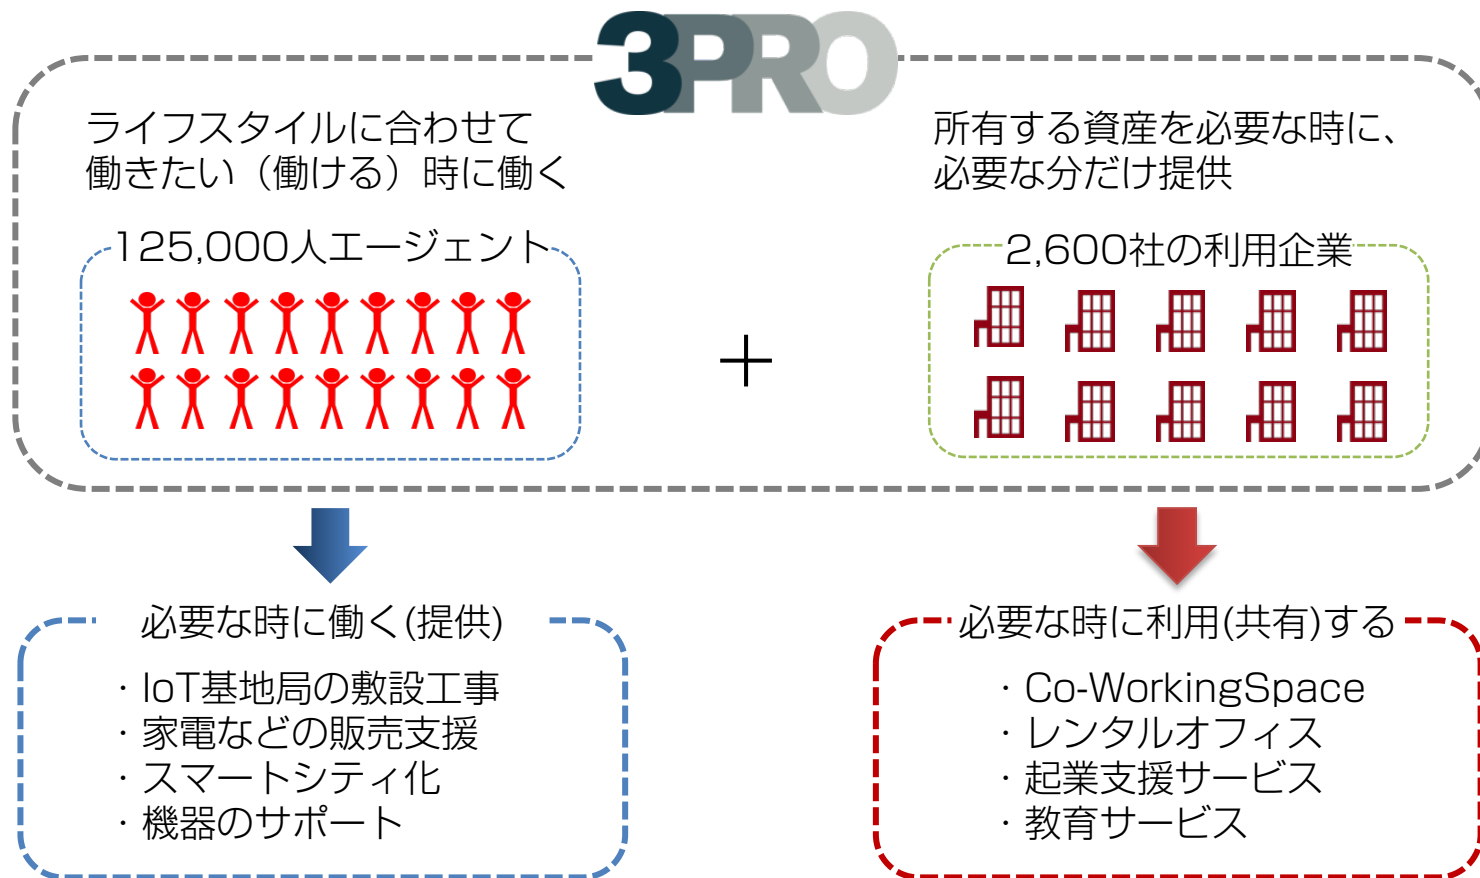 3PRO
ライフスタイルに合わせて
働きたい（働ける）時に働く
125,000人エージェント
所有する資産を必要な時に、
必要な分だけ提供
2,600社の利用企業
＋
必要な時に働く(提供)
・IoT基地局の敷設工事
・家電などの販売支援
・スマートシティ化
・機器のサポート
必要な時に利用(共有)する
・Co-WorkingSpace
・レンタルオフィス
・起業支援サービス
・教育サービス